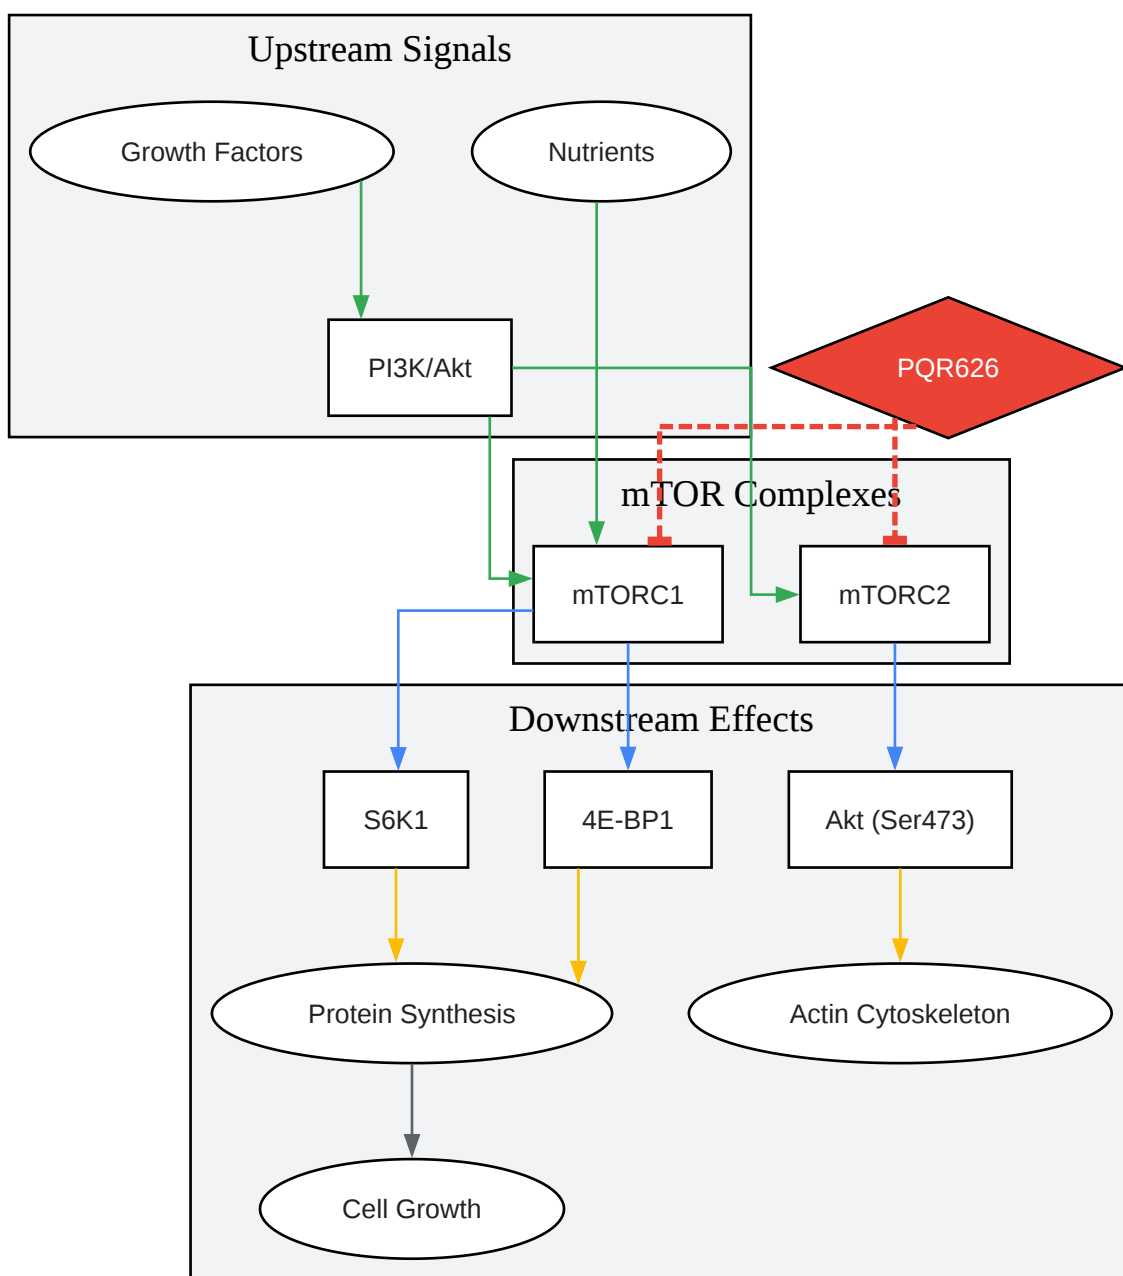 Upstream Signals
Growth Factors
Nutrients
PI3K/Akt
PQR626
mTOR Complexes
mTORC1
mTORC2
Downstream Effects
S6K1
4E-BP1
Akt (Ser473)
Protein Synthesis
Actin Cytoskeleton
Cell Growth